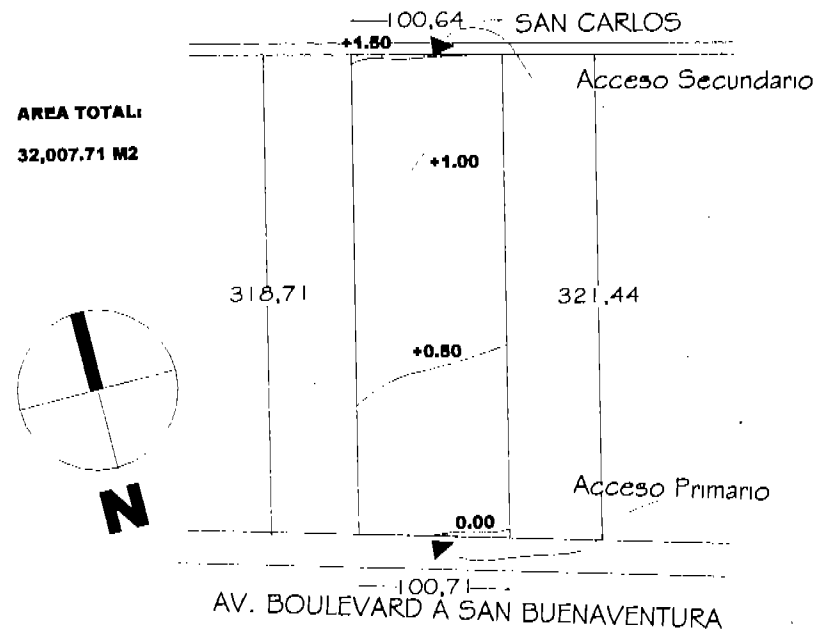 100,64
SAN CARLOS
+1.50
Acceso Secundario
AREA TOTAL:
32,007.71 M2
+1.00
318,71
321,44
+0.50
Acceso Primario
N
0.00
100,71
AV. BOULEVARD A SAN BUENAVENTURA